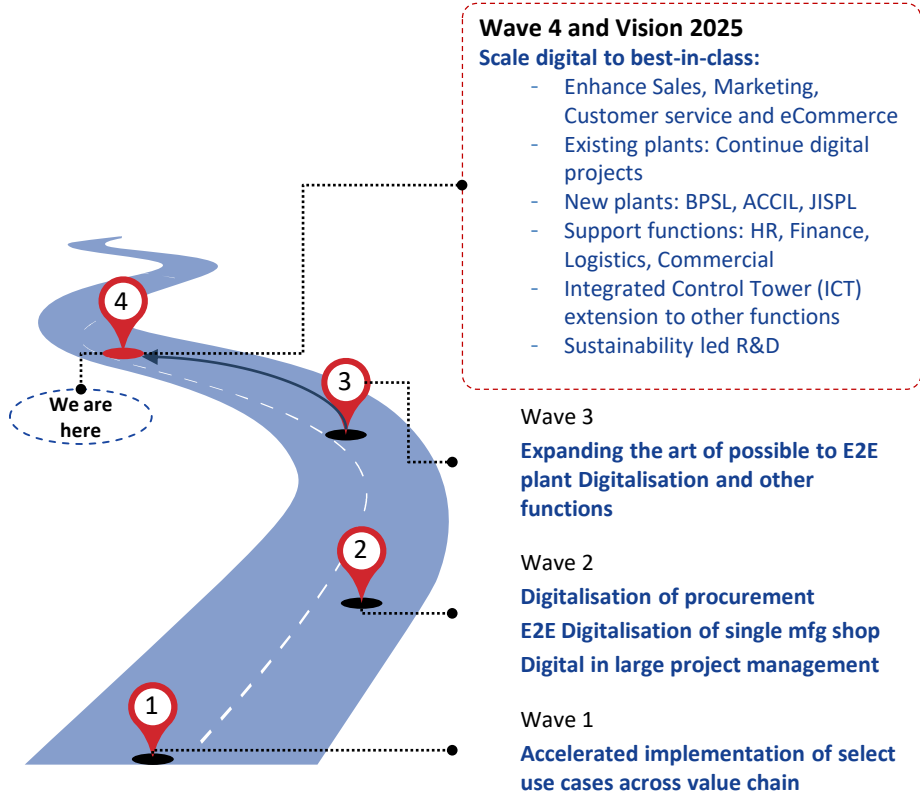 Wave 4 and Vision 2025
Scale digital to best-in-class:
- Enhance Sales, Marketing,
Customer service and eCommerce
- Existing plants: Continue digital
projects
- New plants: BPSL, ACCIL, JISPL
- Support functions: HR, Finance,
Logistics, Commercial
- Integrated Control Tower (ICT)
extension to other functions
- Sustainability led R&D
4
3
We are
here
Wave 3
Expanding the art of possible to E2E
plant Digitalisation and other
functions
2
Wave 2
Digitalisation of procurement
E2E Digitalisation of single mfg shop
Digital in large project management
1
Wave 1
Accelerated implementation of select
use cases across value chain